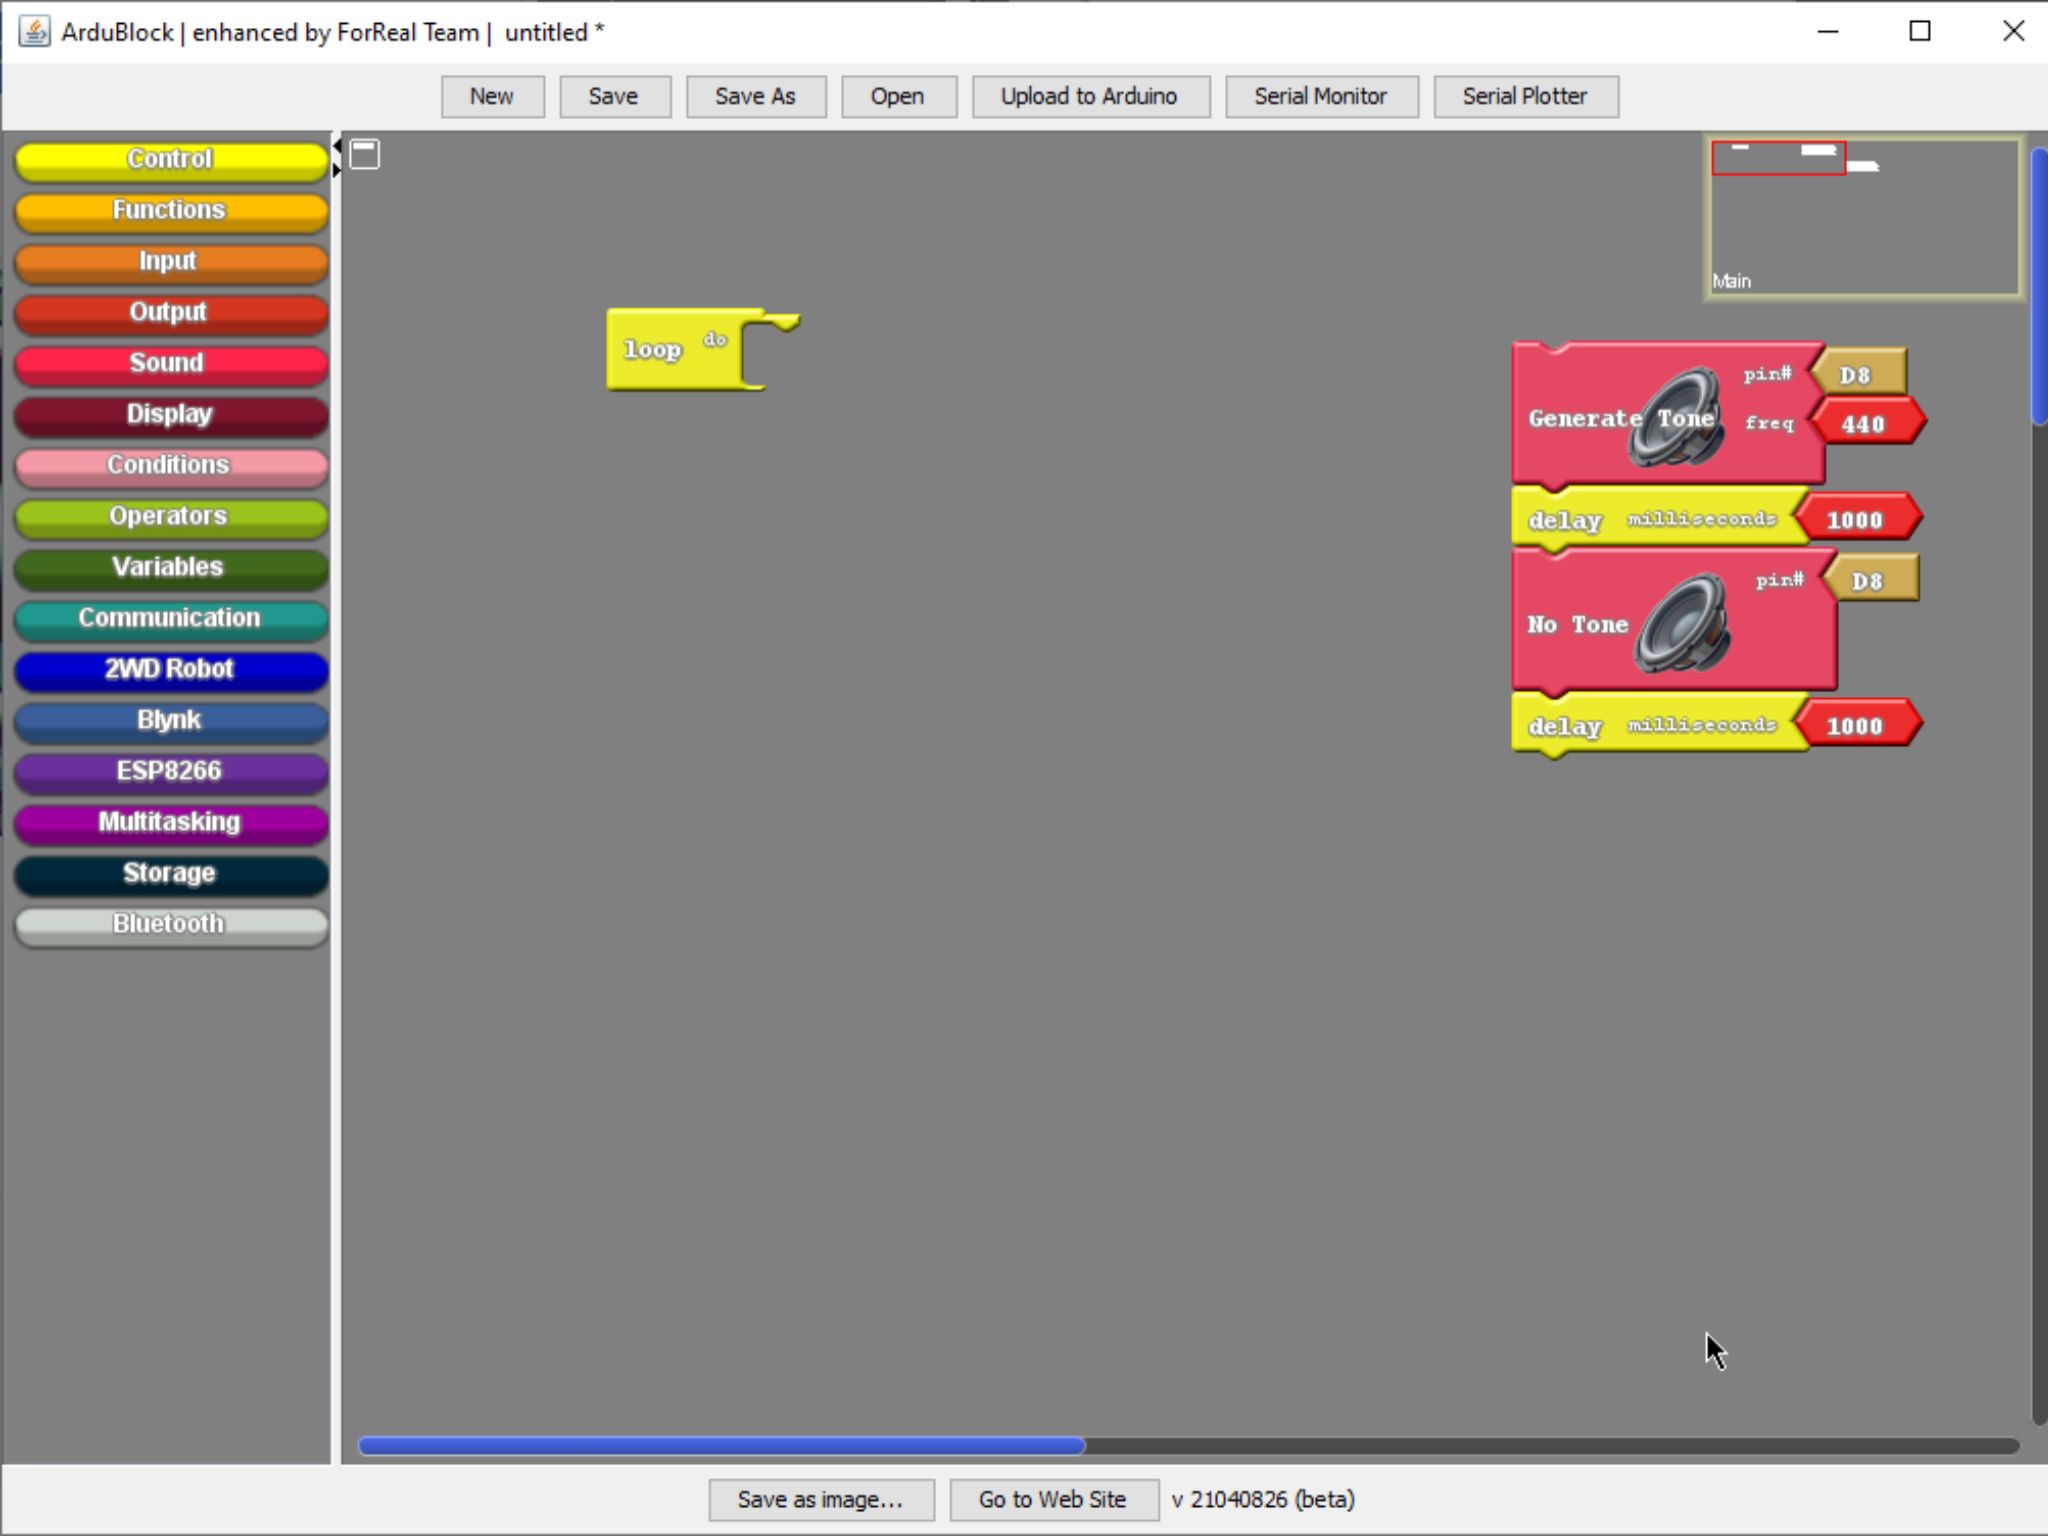 ArduBlock | enhanced by ForReal Team | untitled *
New Save Save As Open Upload to Arduino Serial Monitor Serial Plotter
Control
Functions
Input
Output
Sound
Display
Conditions
Operators
Variables
Communication
2WD Robot
Blynk
ESP8266
Multitasking
Storage
Bluetooth
Main
loop do
Generate Tone pin# D8
freq 440
delay milliseconds 1000
No Tone pin# D8
delay milliseconds 1000
Save as image... Go to Web Site v 21040826 (beta)